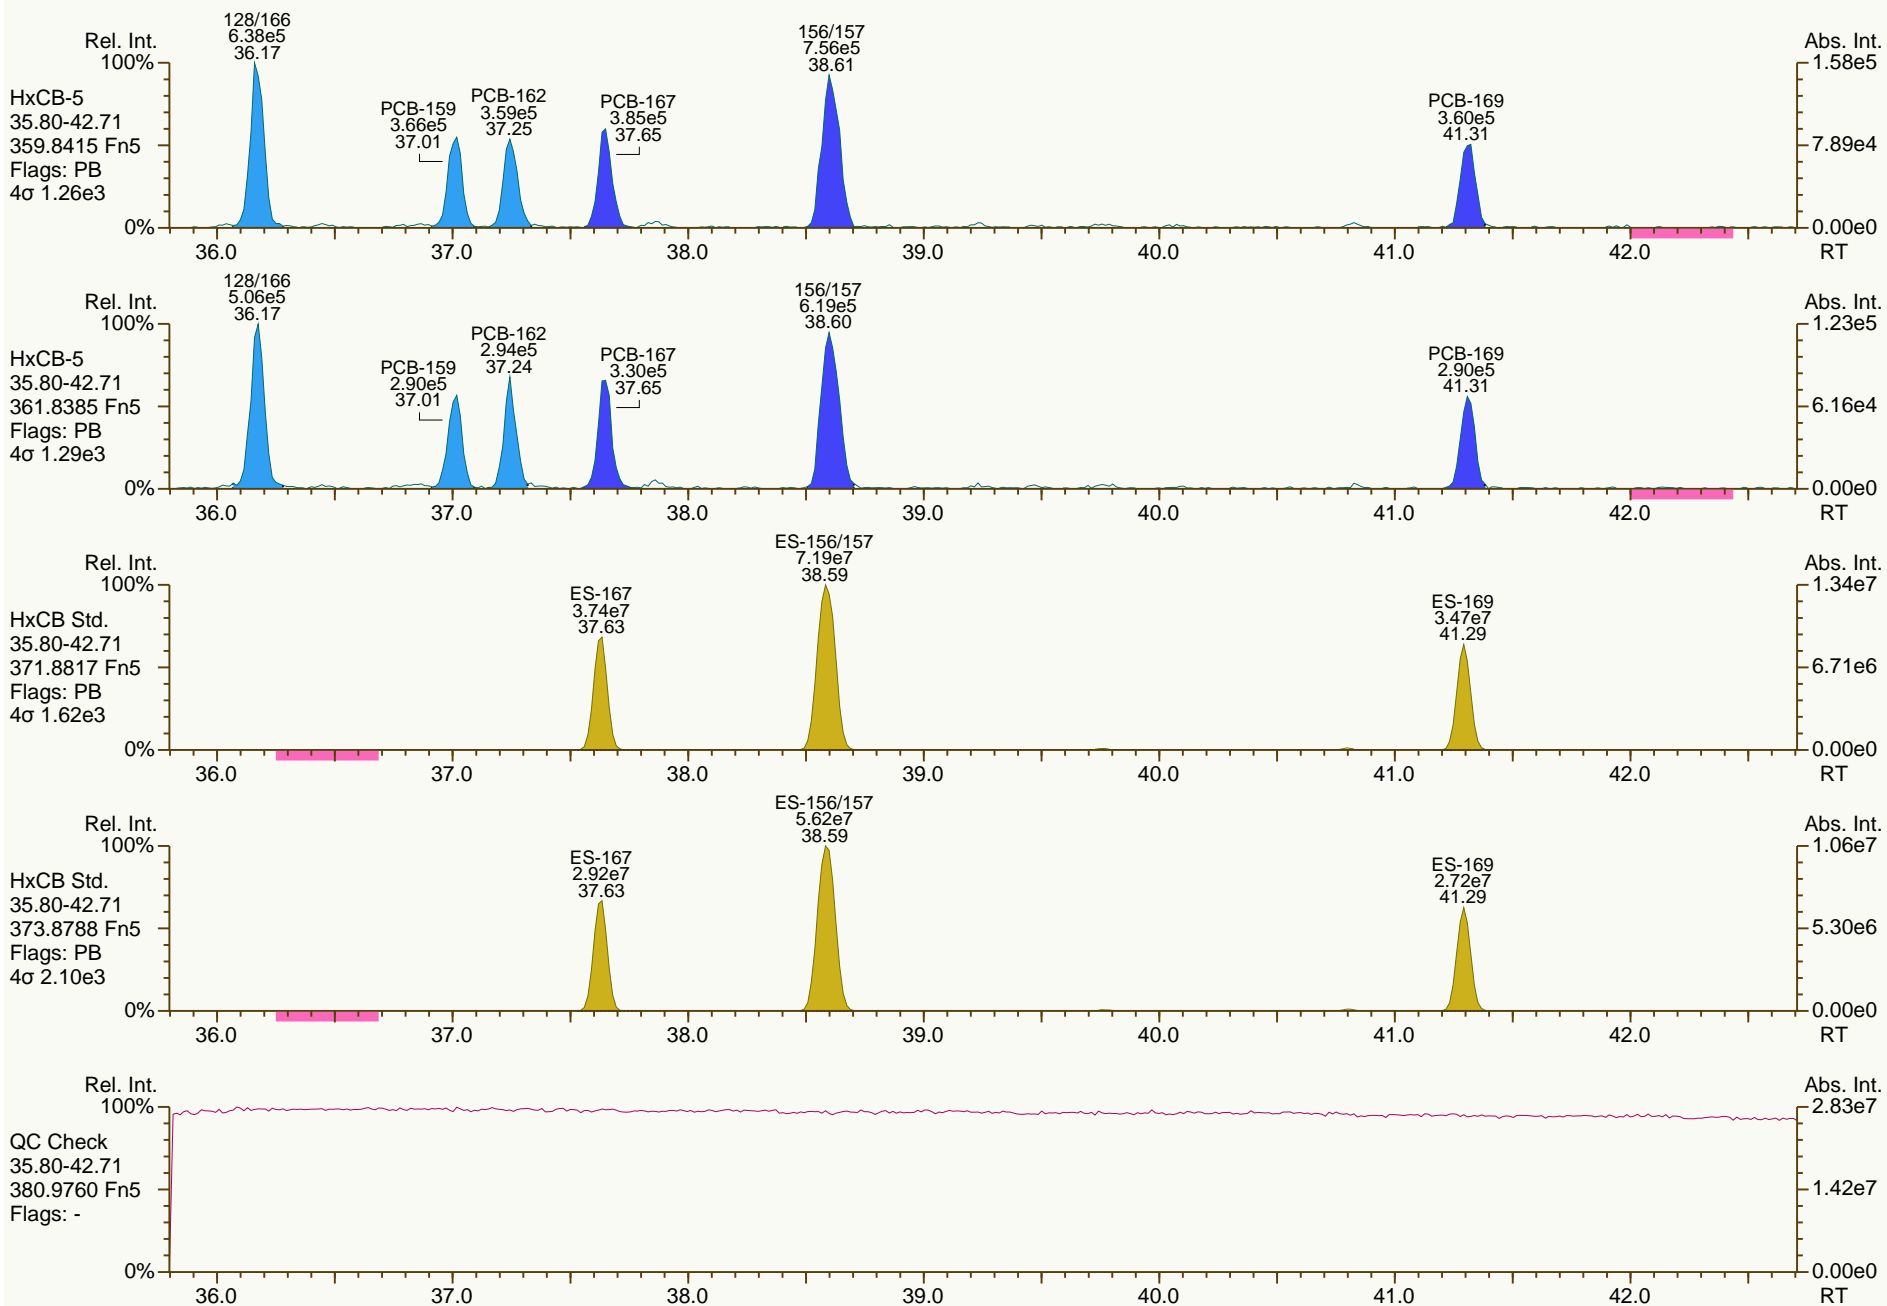 128/166
6.38e5
36.17
156/157
7.56e5
38.61
Rel. Int.
Abs. Int.
100%
1.58e5
HxCB-5
35.80-42.71
359.8415 Fn5
Flags: PB
4σ 1.26e3
PCB-159
3.66e5
37.01
PCB-162
3.59e5
37.25
PCB-167
3.85e5
37.65
PCB-169
3.60e5
41.31
7.89e4
0%
0.00e0
36.0 37.0 38.0 39.0 40.0 41.0 42.0 RT
128/166
5.06e5
36.17
156/157
6.19e5
38.60
Rel. Int.
Abs. Int.
100%
1.23e5
HxCB-5
35.80-42.71
361.8385 Fn5
Flags: PB
4σ 1.29e3
PCB-159
2.90e5
37.01
PCB-162
2.94e5
37.24
PCB-167
3.30e5
37.65
PCB-169
2.90e5
41.31
6.16e4
0%
0.00e0
36.0 37.0 38.0 39.0 40.0 41.0 42.0 RT
ES-156/157
7.19e7
38.59
Rel. Int.
Abs. Int.
100%
1.34e7
HxCB Std.
35.80-42.71
371.8817 Fn5
Flags: PB
4σ 1.62e3
ES-167
3.74e7
37.63
ES-169
3.47e7
41.29
6.71e6
0%
0.00e0
36.0 37.0 38.0 39.0 40.0 41.0 42.0 RT
ES-156/157
5.62e7
38.59
Rel. Int.
Abs. Int.
100%
1.06e7
HxCB Std.
35.80-42.71
373.8788 Fn5
Flags: PB
4σ 2.10e3
ES-167
2.92e7
37.63
ES-169
2.72e7
41.29
5.30e6
0%
0.00e0
36.0 37.0 38.0 39.0 40.0 41.0 42.0 RT
Rel. Int.
Abs. Int.
100%
2.83e7
QC Check
35.80-42.71
380.9760 Fn5
Flags: -
1.42e7
0%
0.00e0
36.0 37.0 38.0 39.0 40.0 41.0 42.0 RT